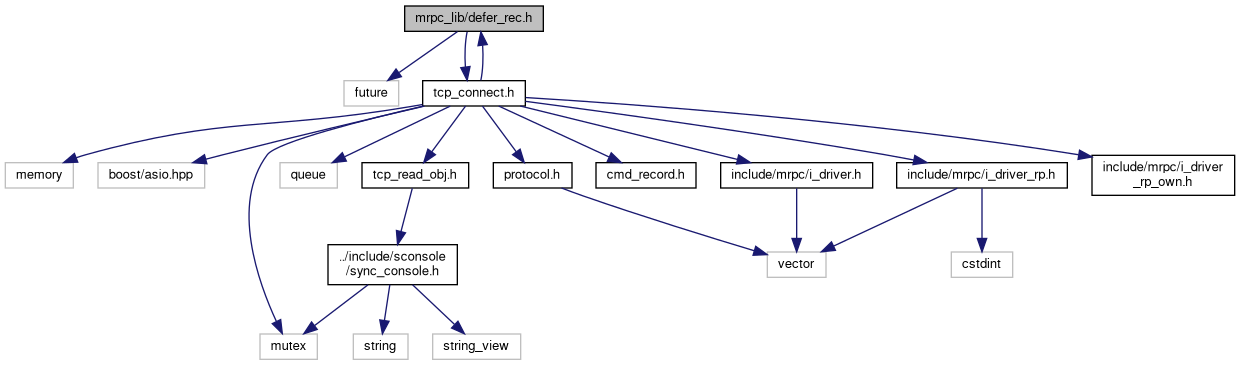 mrpc_lib/defer_rec.h
future
tcp_connect.h
memory
boost/asio.hpp
queue
tcp_read_obj.h
protocol.h
cmd_record.h
include/mrpc/i_driver.h
include/mrpc/i_driver_rp.h
include/mrpc/i_driver
_rp_own.h
../include/sconsole
/sync_console.h
vector
cstdint
mutex
string
string_view